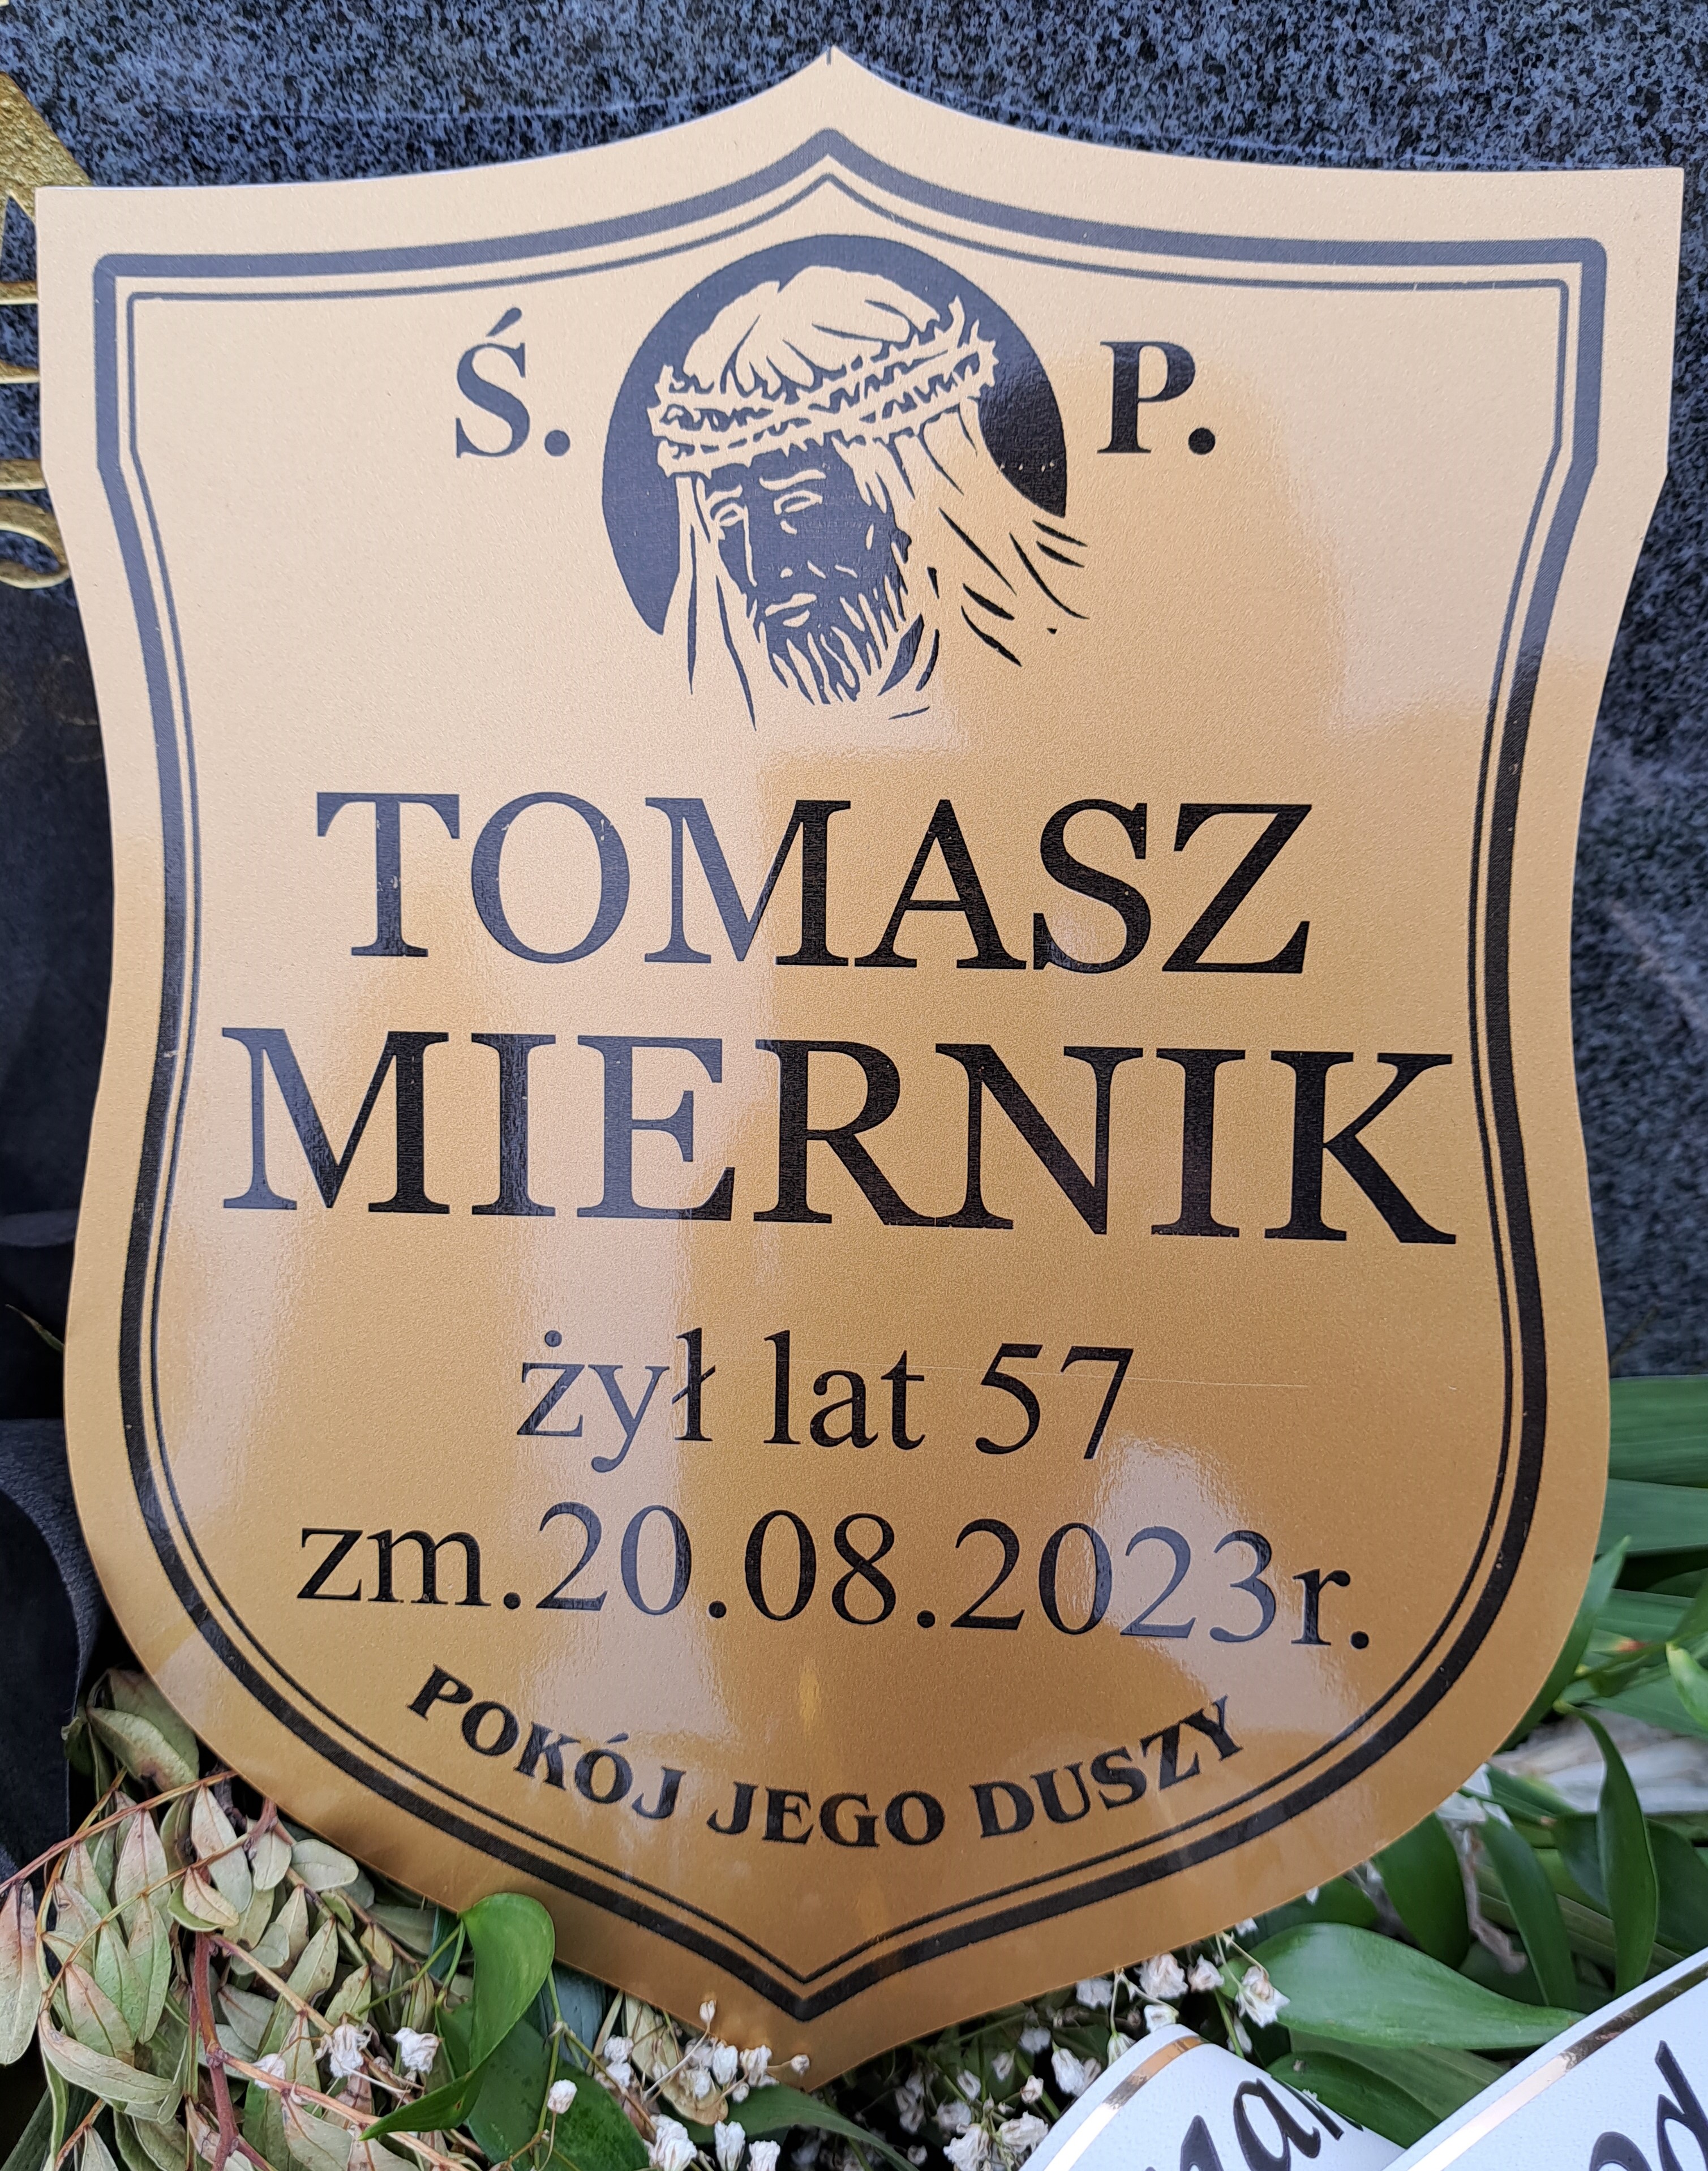 Ś. P.
TOMASZ
MIERNIK
żył lat 57
zm.20.08.2023r.
POKÓJ JEGO DUSZY